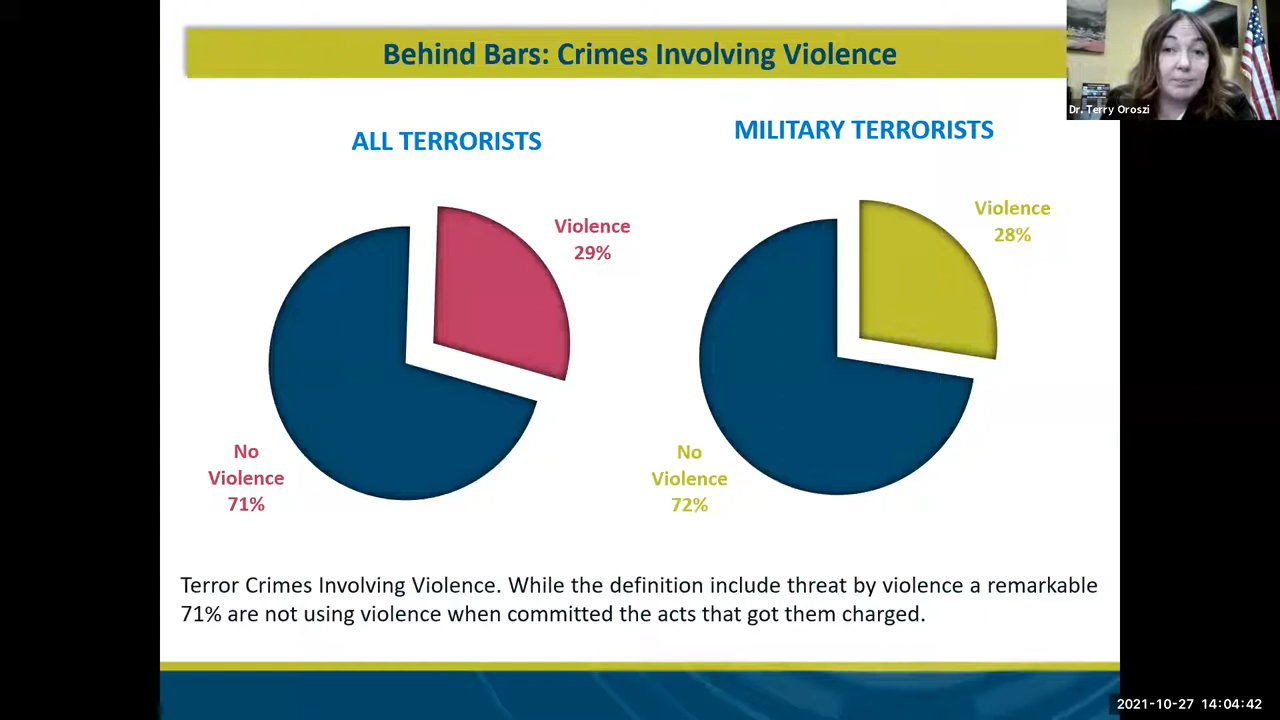 Behind Bars: Crimes Involving Violence
Dr. Terry Oroszi
ALL TERRORISTS
MILITARY TERRORISTS
Violence
29%
No
Violence
71%
Violence
28%
No
Violence
72%
Terror Crimes Involving Violence. While the definition include threat by violence a remarkable
71% are not using violence when committed the acts that got them charged.
2021-10-27 14:04:42